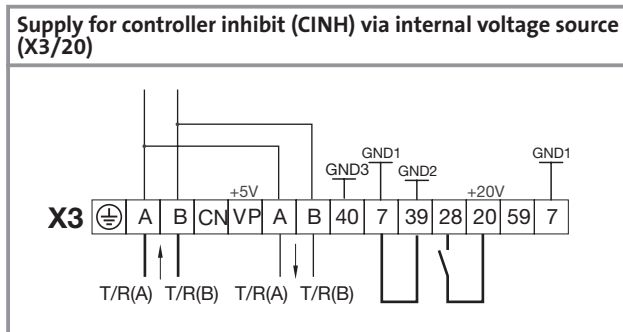 Supply for controller inhibit (CINH) via internal voltage source
(X3/20)
GND1
GND1
GND3
GND2
+5V
+20V
X3 A B CN VP A B 40 7 39 28 20 59 7
T/R(A) T/R(B) T/R(A) T/R(B)